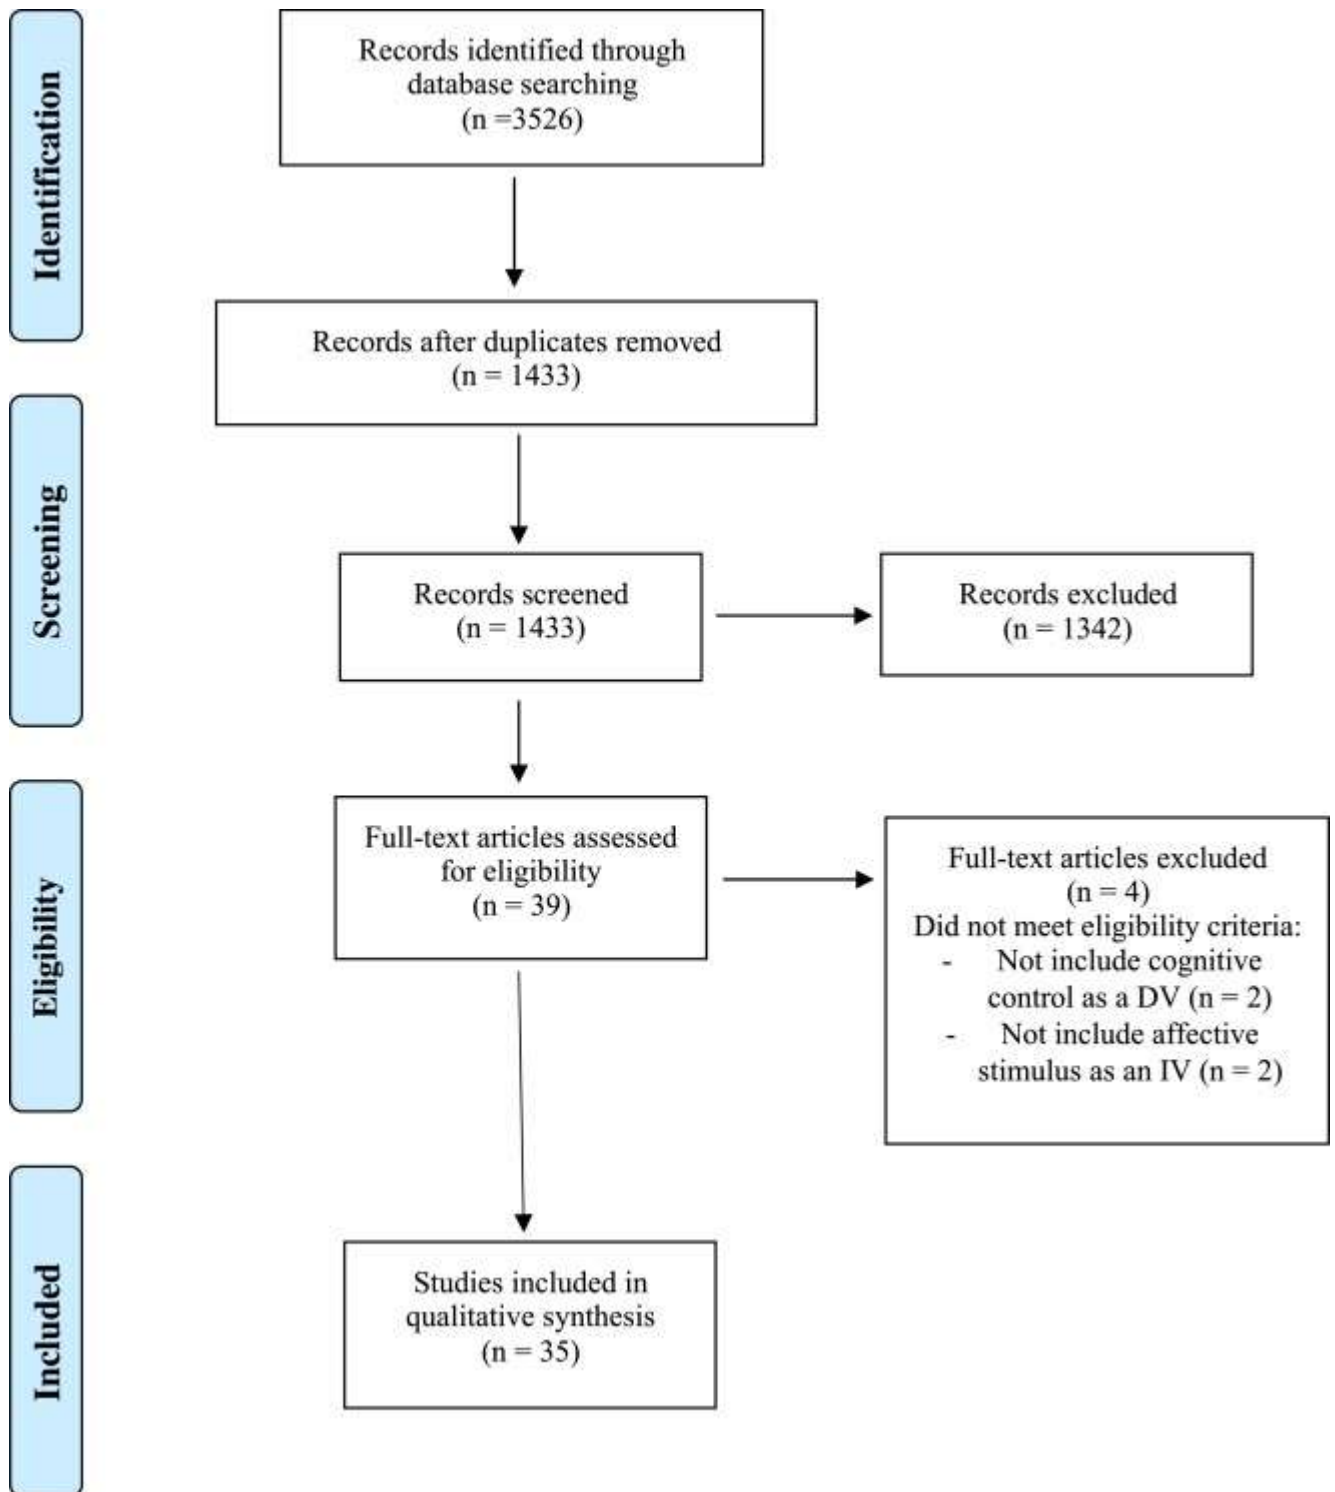 Identification
Records identified through
database searching
(n =3526)
Records after duplicates removed
(n = 1433)
Screening
Records screened
(n = 1433)
Records excluded
(n = 1342)
Eligibility
Full-text articles assessed
for eligibility
(n = 39)
Full-text articles excluded
(n = 4)
Did not meet eligibility criteria:
- Not include cognitive
control as a DV (n = 2)
- Not include affective
stimulus as an IV (n = 2)
Included
Studies included in
qualitative synthesis
(n = 35)